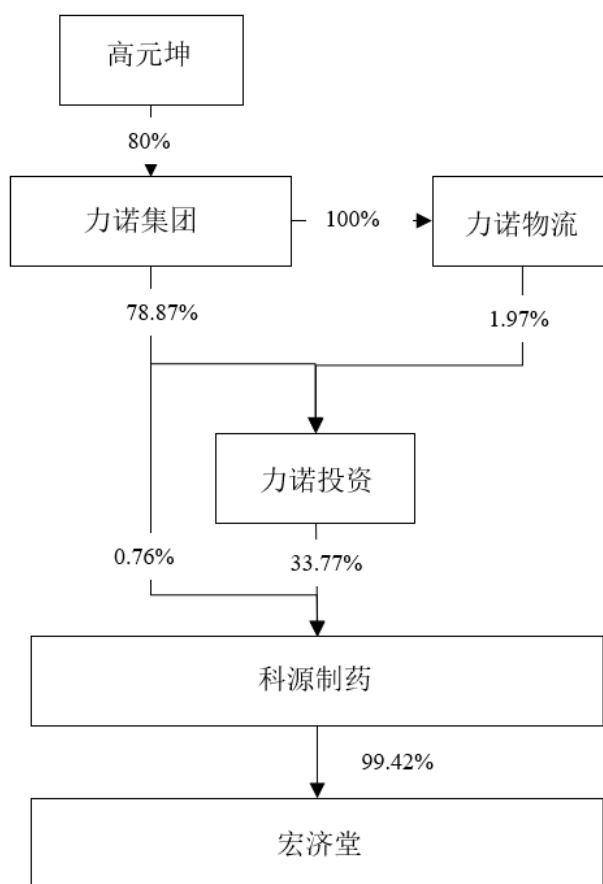 高元坤
80%
力诺集团
100%
力诺物流
78.87%
1.97%
力诺投资
0.76%
33.77%
科源制药
99.42%
宏济堂